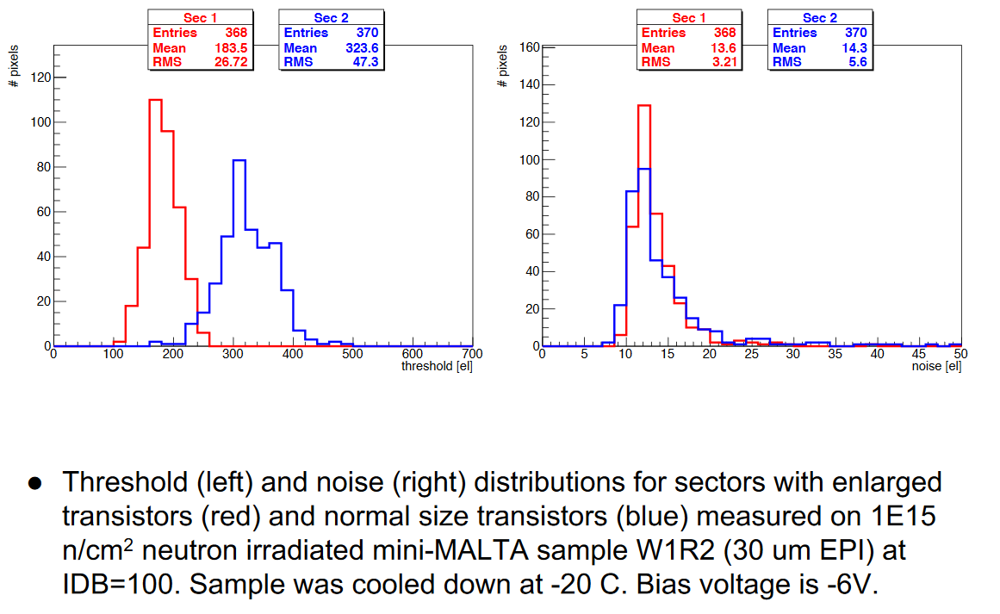 Sec 1
Entries 368
Mean 183.5
RMS 26.72
Sec 2
Entries 370
Mean 323.6
RMS 47.3
# pixels
120
100
80
60
40
20
0
0 100 200 300 400 500 600 700
threshold [el]
Sec 1
Entries 368
Mean 13.6
RMS 3.21
Sec 2
Entries 370
Mean 14.3
RMS 5.6
# pixels
160
140
120
100
80
60
40
20
0
0 5 10 15 20 25 30 35 40 45 50
noise [el]
● Threshold (left) and noise (right) distributions for sectors with enlarged
transistors (red) and normal size transistors (blue) measured on 1E15
n/cm² neutron irradiated mini-MALTA sample W1R2 (30 um EPI) at
IDB=100. Sample was cooled down at -20 C. Bias voltage is -6V.